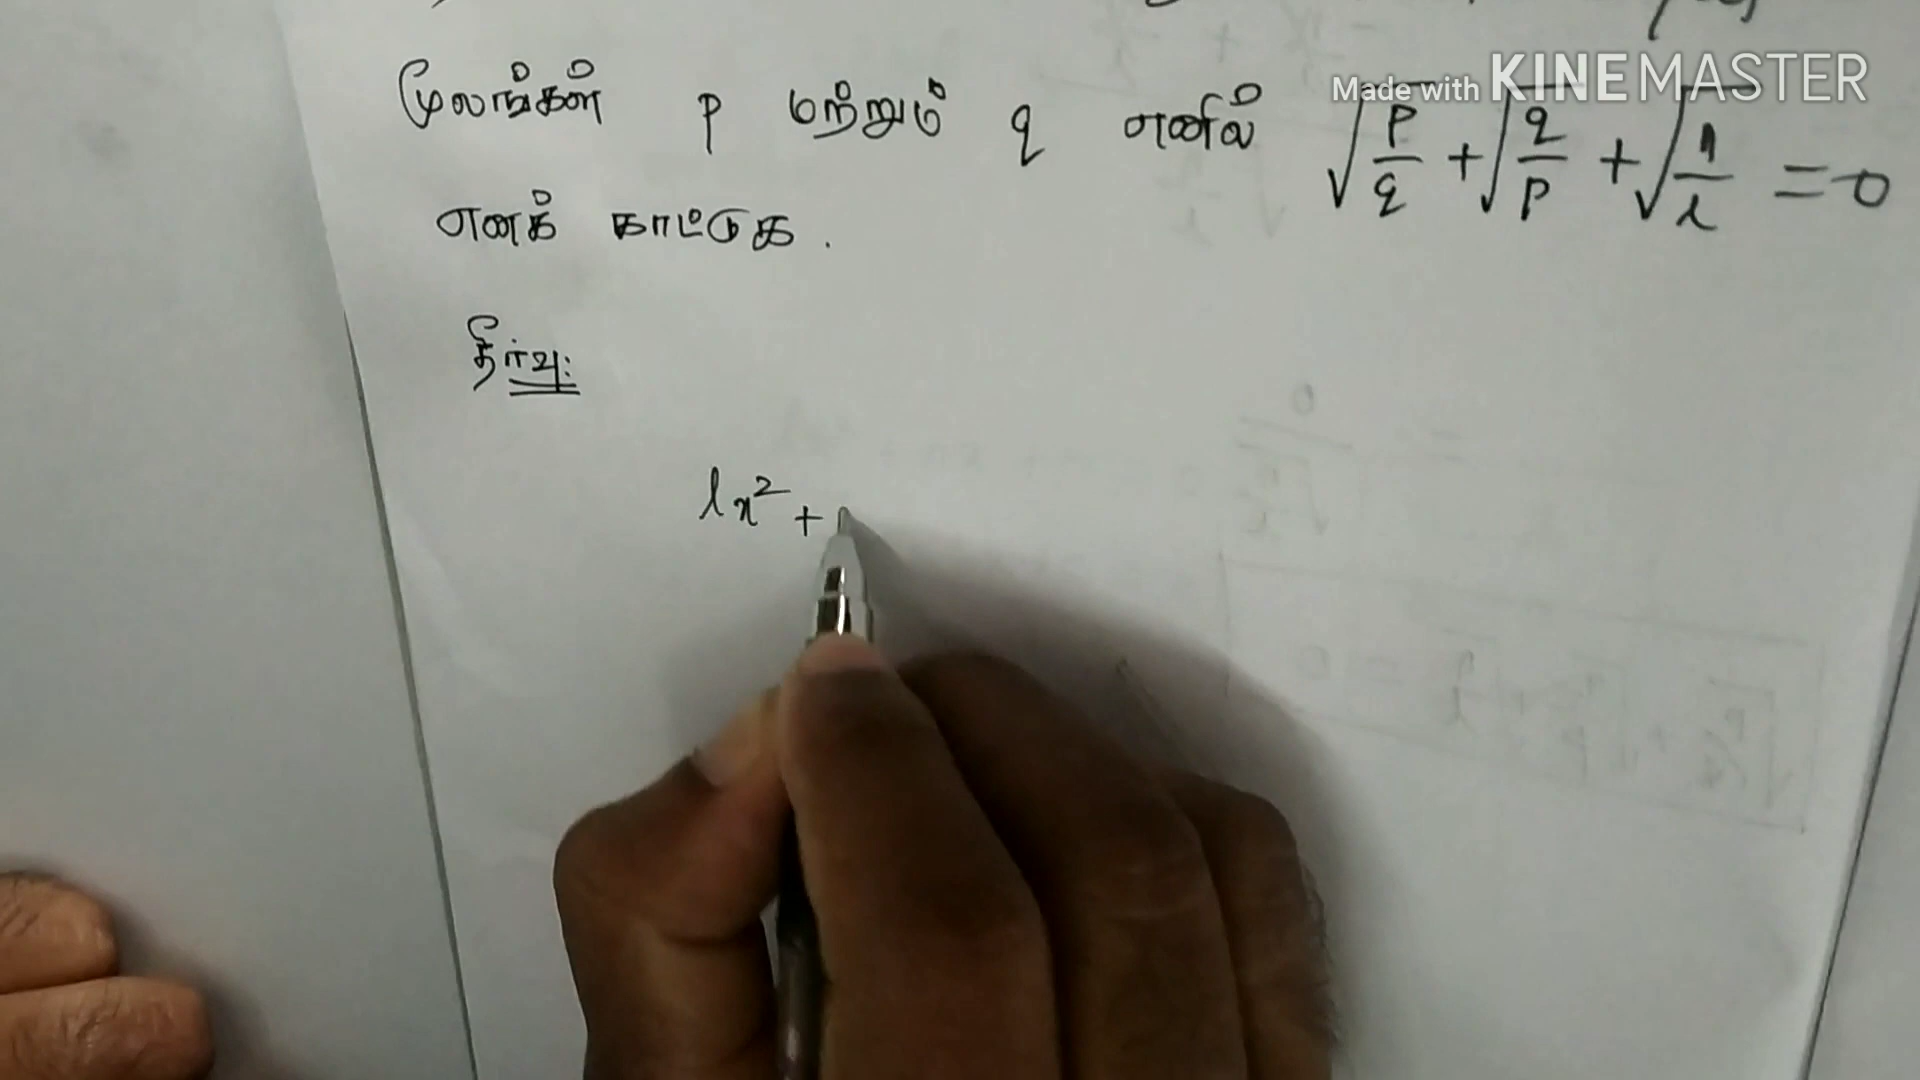 Made with KINEMASTER
மூலங்கள் p மற்றும் q எனில் √(p/q) + √(q/p) + √(n/l) = 0
எனக் காட்டுக .
தீர்வு:
lx² +